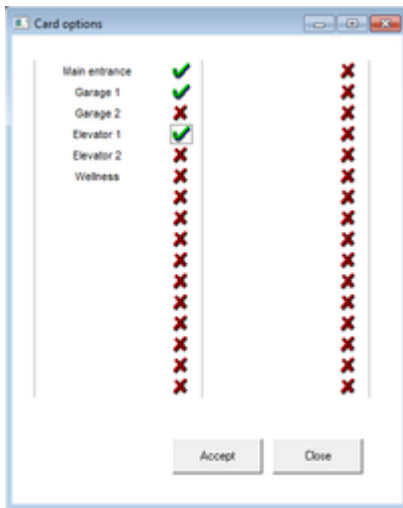 Card options
Main entrance
Garage 1
Garage 2
Elevator 1
Elevator 2
Wellness
Accept
Close